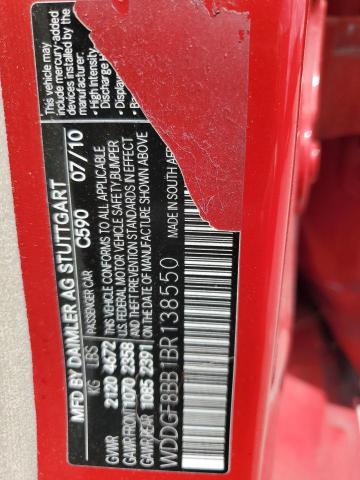 MFD BY DAIMLER AG STUTTGART
PASSENGER CAR C590 07/10
KG LBS
GVWR 2120 4672
GAWR FRONT 1070 2358
GAWR REAR 1085 2391
THIS VEHICLE CONFORMS TO ALL APPLICABLE
U.S. FEDERAL MOTOR VEHICLE SAFETY/BUMPER
AND THEFT PREVENTION STANDARDS IN EFFECT
ON THE DATE OF MANUFACTURE SHOWN ABOVE
WDDGF8BB1BR138550
MADE IN SOUTH AFR
This vehicle may
include mercury-added
devices installed by the
• High Intensity
Discharge H
• Display